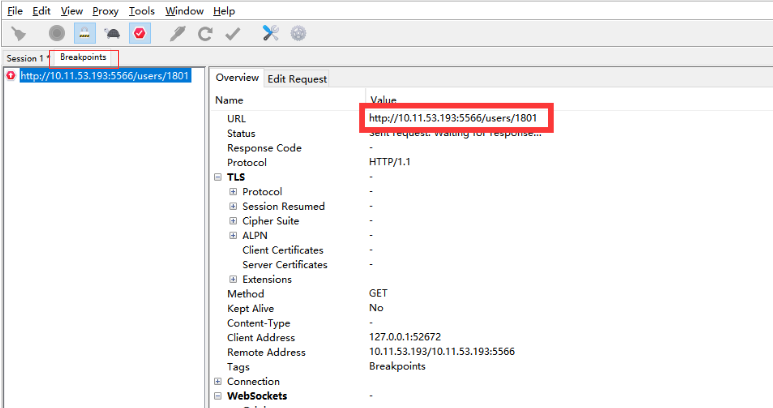 File Edit View Proxy Tools Window Help
Session 1 * Breakpoints
http://10.11.53.193:5566/users/1801
Overview Edit Request
Name Value
URL http://10.11.53.193:5566/users/1801
Status Sent request. Waiting for response...
Response Code -
Protocol HTTP/1.1
TLS -
Protocol -
Session Resumed -
Cipher Suite -
ALPN -
Client Certificates -
Server Certificates -
Extensions
Method GET
Kept Alive No
Content-Type -
Client Address 127.0.0.1:52672
Remote Address 10.11.53.193/10.11.53.193:5566
Tags Breakpoints
Connection
WebSockets -